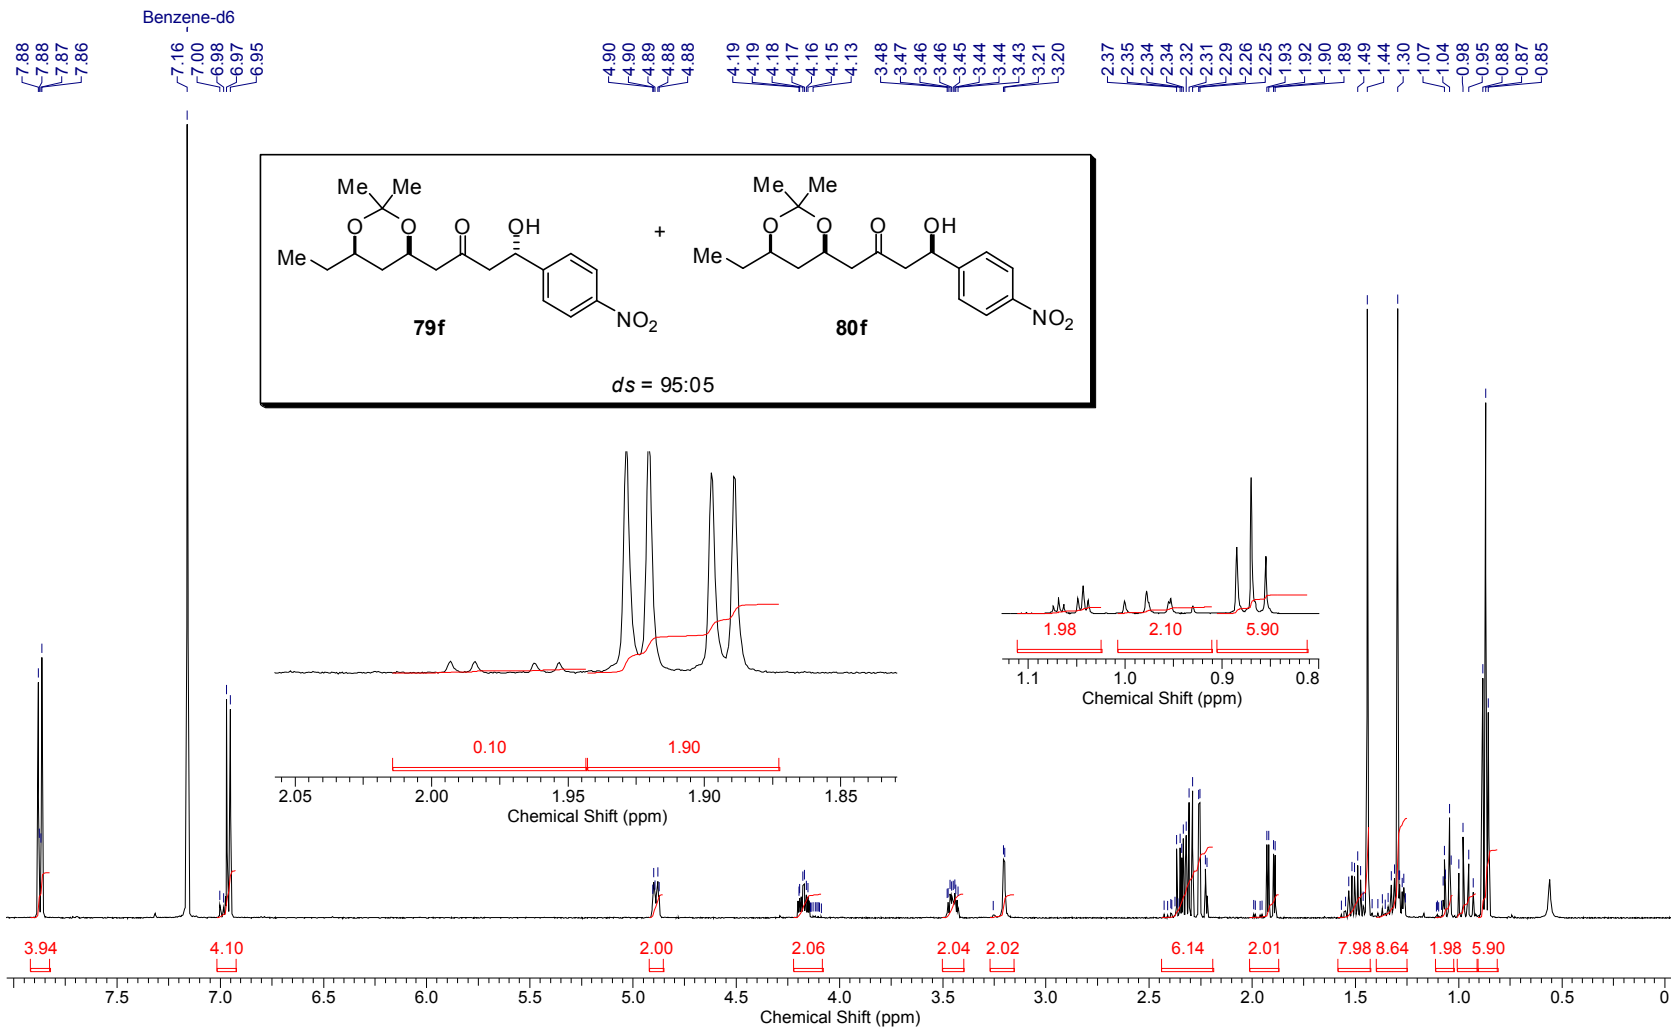 Benzene-d6
7.88 7.88 7.87 7.86 7.16 7.00 6.98 6.97 6.95 4.90 4.90 4.89 4.88 4.88 4.19 4.19 4.18 4.17 4.16 4.15 4.13 3.48 3.47 3.46 3.46 3.45 3.44 3.44 3.43 3.21 3.20 2.37 2.35 2.34 2.34 2.32 2.31 2.29 2.26 2.25 1.93 1.92 1.90 1.89 1.49 1.44 1.30 1.07 1.04 0.98 0.95 0.88 0.87 0.85
Me Me Me Me
O O O OH + O O O OH
Me Me
NO2 NO2
79f 80f
ds = 95:05
1.98 2.10 5.90
1.1 1.0 0.9 0.8
Chemical Shift (ppm)
0.10 1.90
2.05 2.00 1.95 1.90 1.85
Chemical Shift (ppm)
3.94 4.10 2.00 2.06 2.04 2.02 6.14 2.01 7.98 8.64 1.98 5.90
7.5 7.0 6.5 6.0 5.5 5.0 4.5 4.0 3.5 3.0 2.5 2.0 1.5 1.0 0.5 0
Chemical Shift (ppm)